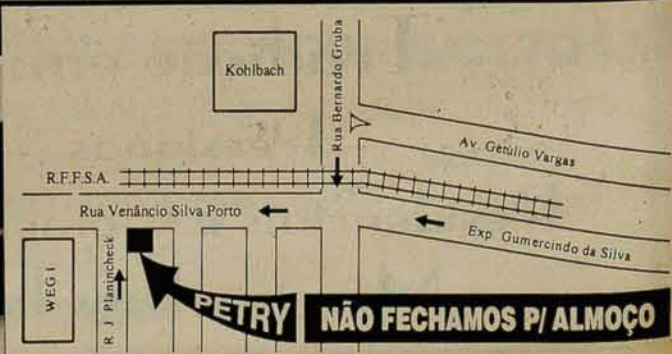 Kohlbach
Rua Bernardo Gruba
Av. Getúlio Vargas
R.F.F.S.A.
Rua Venâncio Silva Porto
Exp. Gumercindo da Silva
WEG I
R. J. Planincheck
PETRY
NÃO FECHAMOS P/ ALMOÇO